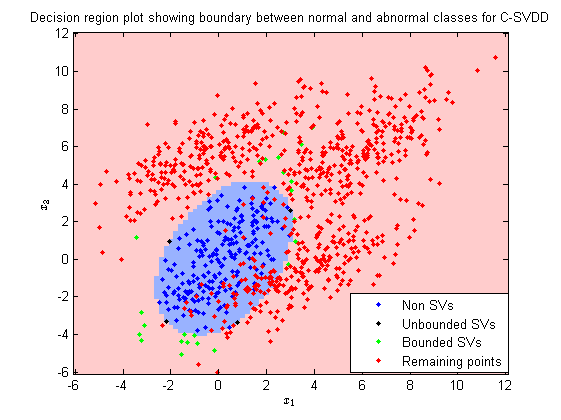 Decision region plot showing boundary between normal and abnormal classes for C-SVDD
12
10
8
6
4
2
0
-2
-4
-6
x2
-6
-4
-2
0
2
4
6
8
10
12
x1
Non SVs
Unbounded SVs
Bounded SVs
Remaining points